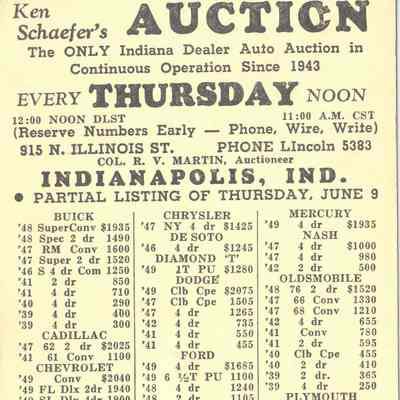 Ken Schaefer's AUCTION
The ONLY Indiana Dealer Auto Auction in
Continuous Operation Since 1943
EVERY THURSDAY NOON
12:00 NOON DLST 11:00 A.M. CST
(Reserve Numbers Early — Phone, Wire, Write)
915 N. ILLINOIS ST. PHONE LIncoln 5383
COL. R. V. MARTIN, Auctioneer
INDIANAPOLIS, IND.
● PARTIAL LISTING OF THURSDAY, JUNE 9
BUICK
'48 SuperConv $1935
'48 Spec 2 dr 1490
'47 RM Conv 1600
'47 Super 2 dr 1520
'46 S 4 dr Com 1250
'41 2 dr 850
'41 4 dr 710
'40 4 dr 290
'39 4 dr 400
'39 4 dr 300
CADILLAC
'47 62 2 dr $2025
'41 61 Conv 1100
CHEVROLET
'49 Conv $2040
'49 Fl Dlx 2dr 1940
CHRYSLER
'47 NY 4 dr $1425
DE SOTO
'46 4 dr $1245
DIAMOND 'T'
'49 1T PU $1280
DODGE
'49 Clb Cpe $2075
'47 Clb Cpe 1505
'47 4 dr 1265
'42 4 dr 735
'41 4 dr 550
'41 4 dr 455
FORD
'49 4 dr $1685
'49 6 ½T PU 1100
'48 4 dr 1240
'48 2 dr 1105
MERCURY
'49 4 dr $1935
NASH
'47 4 dr $1000
'47 4 dr 980
'42 2 dr 500
OLDSMOBILE
'48 76 2 dr $1520
'47 66 Conv 1330
'47 68 Conv 1210
'42 4 dr 655
'41 Conv 780
'41 2 dr 595
'40 Clb Cpe 455
'40 2 dr 410
'39 2 dr. 365
'39 4 dr 250
PLYMOUTH